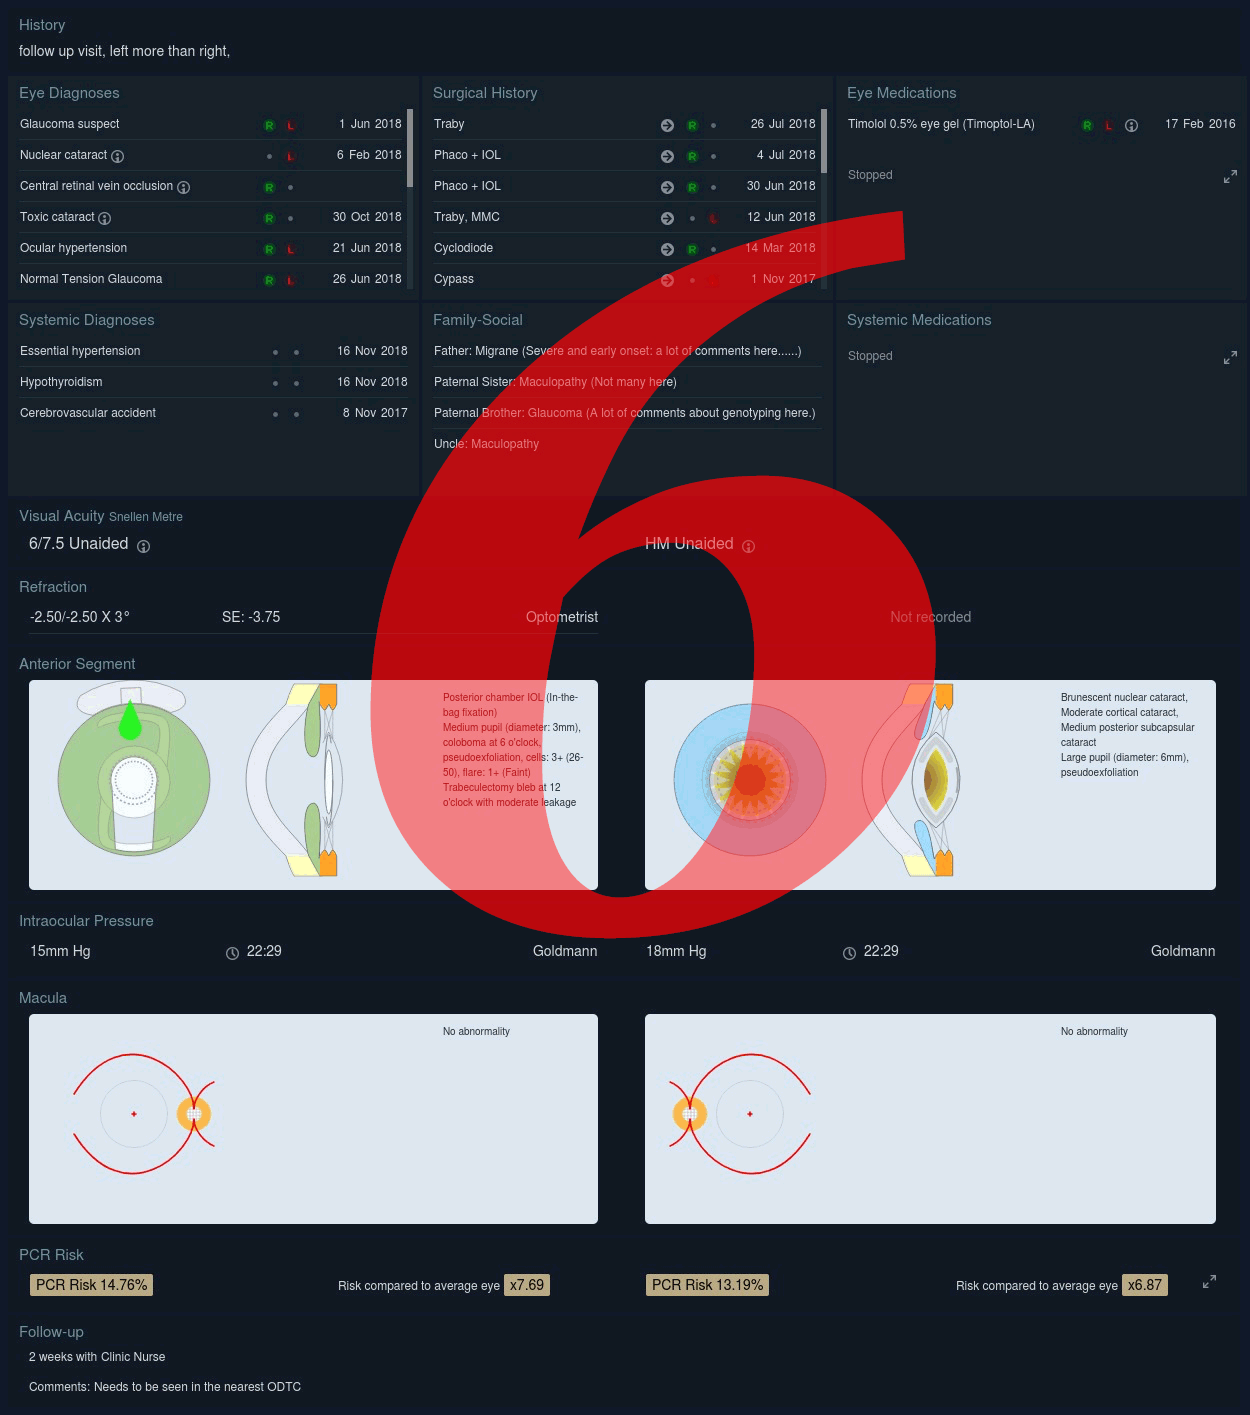 History
follow up visit, left more than right,
Eye Diagnoses
Glaucoma suspect R L 1 Jun 2018
Nuclear cataract L 6 Feb 2018
Central retinal vein occlusion R
Toxic cataract R 30 Oct 2018
Ocular hypertension R L 21 Jun 2018
Normal Tension Glaucoma R L 26 Jun 2018
Surgical History
Traby R 26 Jul 2018
Phaco + IOL R 4 Jul 2018
Phaco + IOL R 30 Jun 2018
Traby, MMC L 12 Jun 2018
Cyclodiode R 14 Mar 2018
Cypass 1 Nov 2017
Eye Medications
Timolol 0.5% eye gel (Timoptol-LA) R L 17 Feb 2016
Stopped
Systemic Diagnoses
Essential hypertension 16 Nov 2018
Hypothyroidism 16 Nov 2018
Cerebrovascular accident 8 Nov 2017
Family-Social
Father: Migrane (Severe and early onset: a lot of comments here......)
Paternal Sister: Maculopathy (Not many here)
Paternal Brother: Glaucoma (A lot of comments about genotyping here.)
Uncle: Maculopathy
Systemic Medications
Stopped
6
Visual Acuity Snellen Metre
6/7.5 Unaided HM Unaided
Refraction
-2.50/-2.50 X 3° SE: -3.75 Optometrist Not recorded
Anterior Segment
Posterior chamber IOL (In-the-
bag fixation)
Medium pupil (diameter: 3mm),
coloboma at 6 o'clock,
pseudoexfoliation, cells: 3+ (26-
50), flare: 1+ (Faint)
Trabeculectomy bleb at 12
o'clock with moderate leakage
Brunescent nuclear cataract,
Moderate cortical cataract,
Medium posterior subcapsular
cataract
Large pupil (diameter: 6mm),
pseudoexfoliation
Intraocular Pressure
15mm Hg 22:29 Goldmann 18mm Hg 22:29 Goldmann
Macula
No abnormality No abnormality
PCR Risk
PCR Risk 14.76% Risk compared to average eye x7.69 PCR Risk 13.19% Risk compared to average eye x6.87
Follow-up
2 weeks with Clinic Nurse
Comments: Needs to be seen in the nearest ODTC